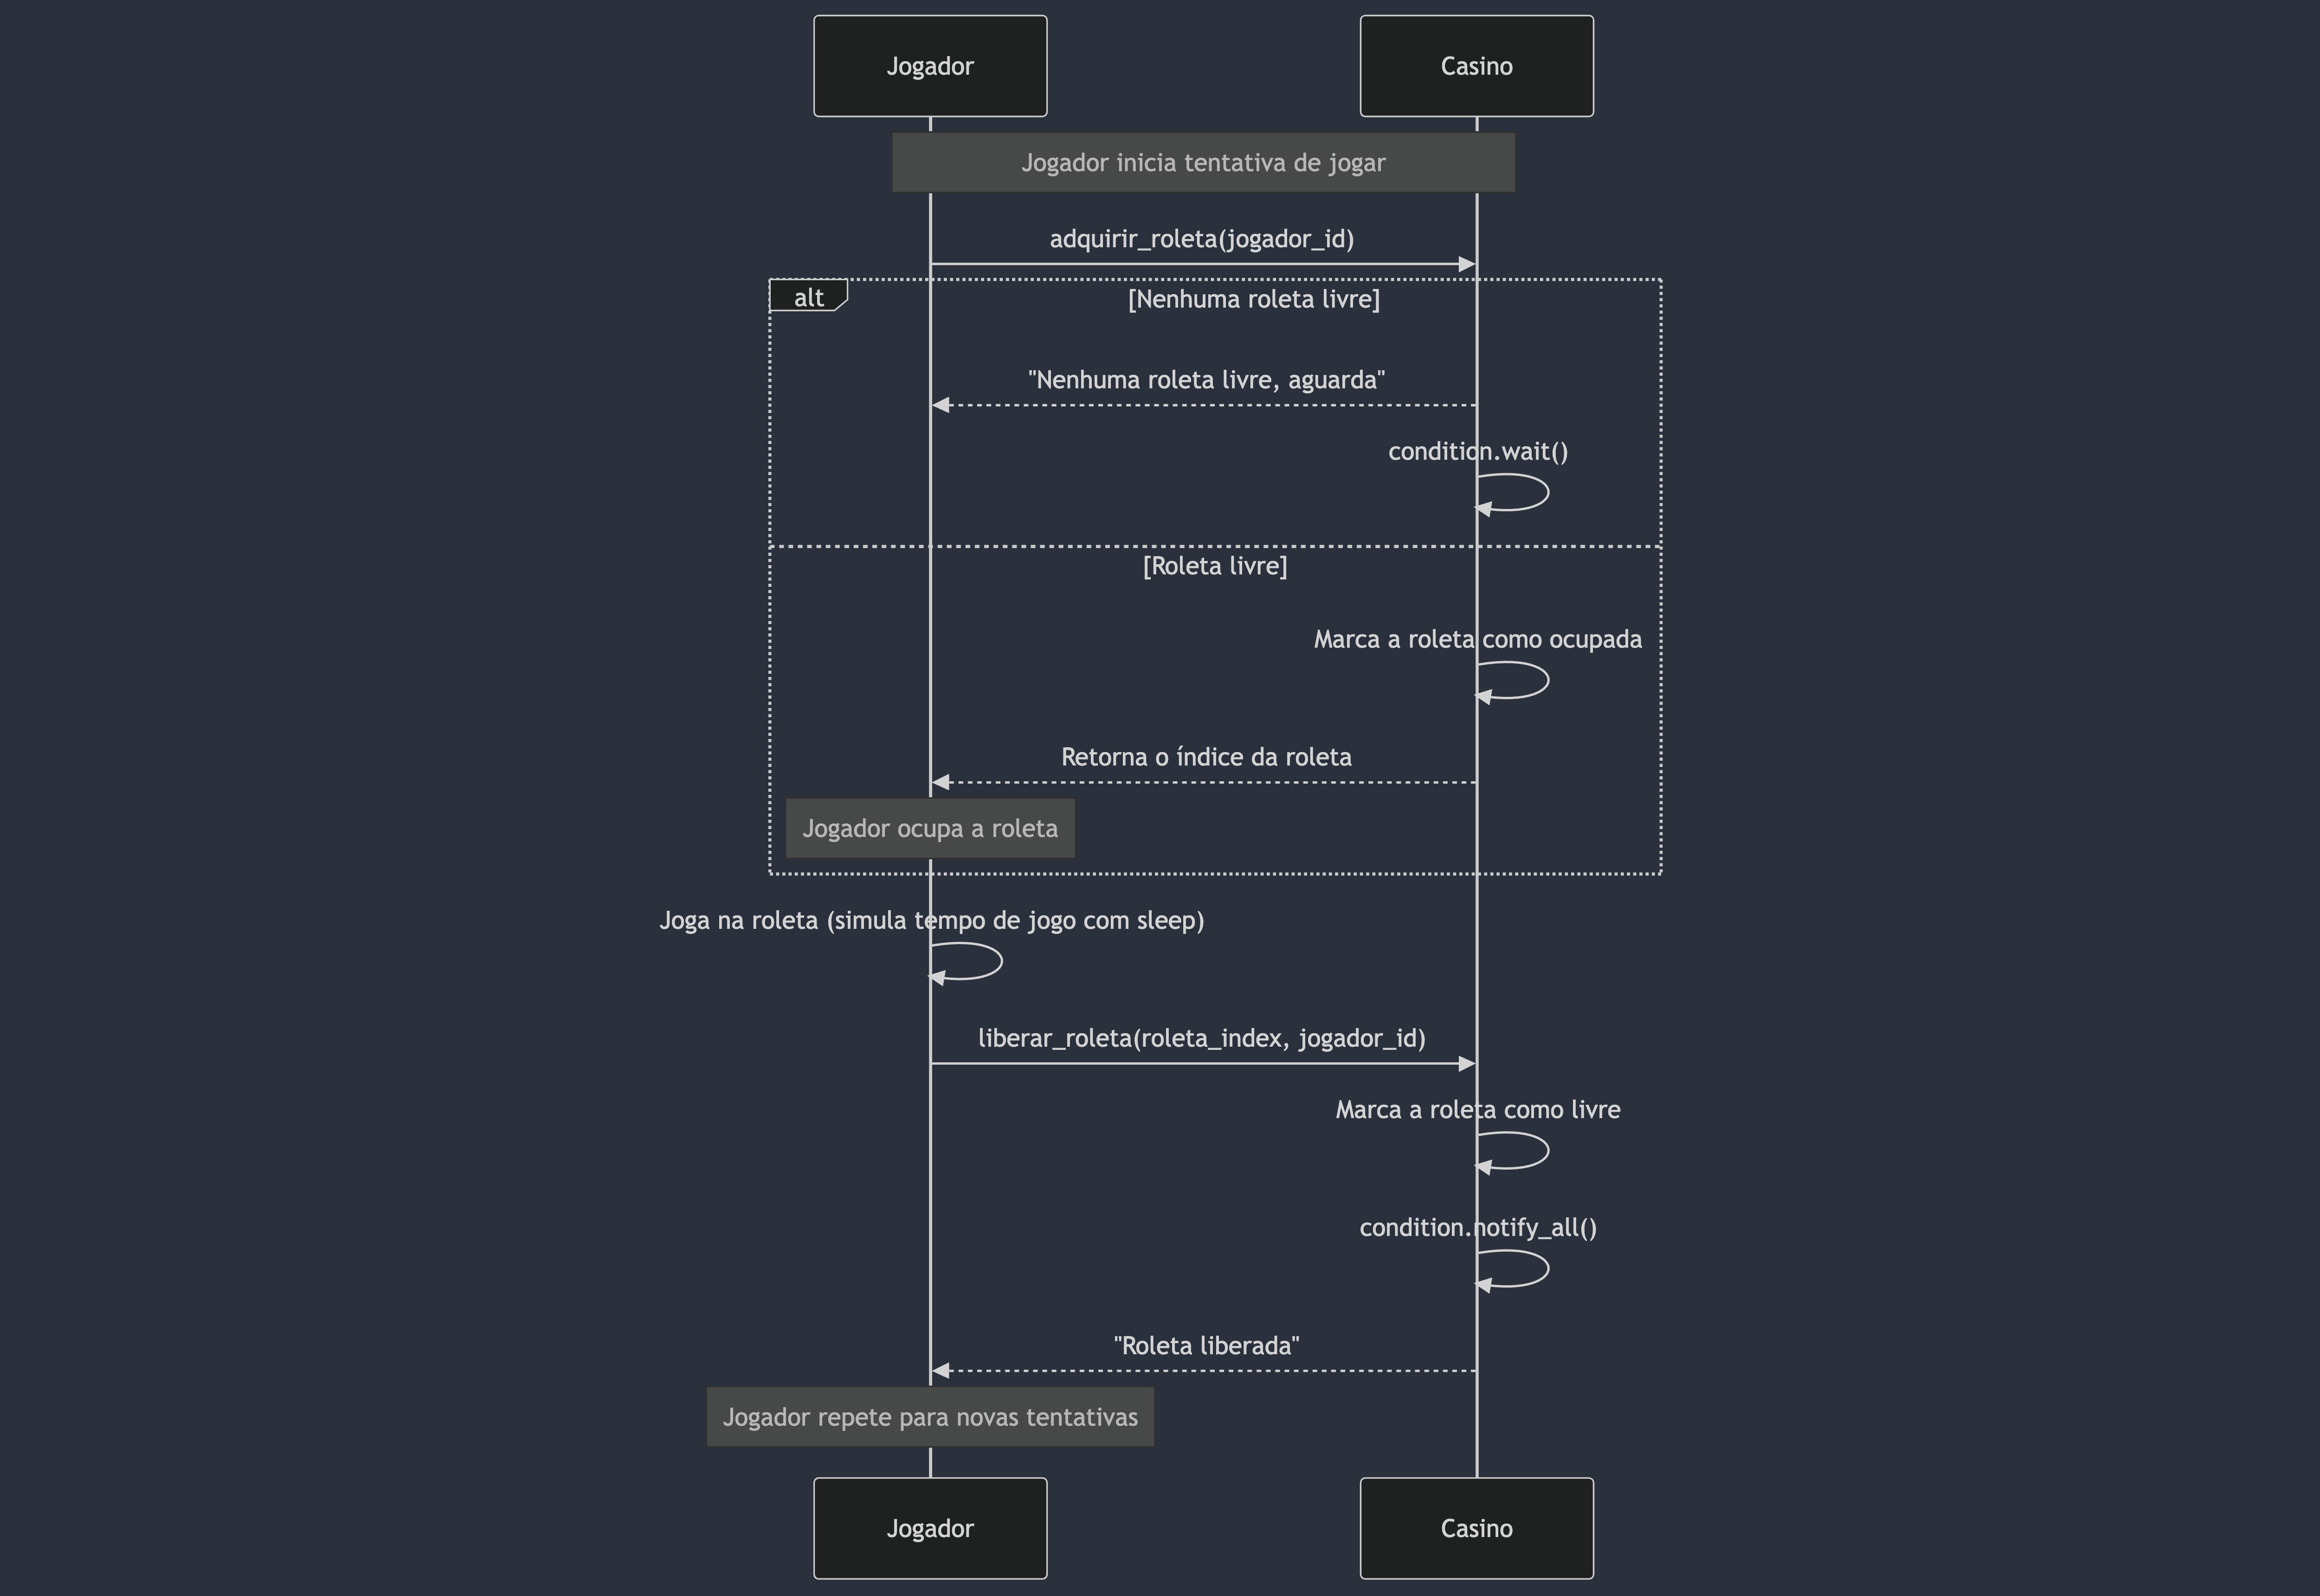 Jogador
Casino
Jogador inicia tentativa de jogar
adquirir_roleta(jogador_id)
alt
[Nenhuma roleta livre]
"Nenhuma roleta livre, aguarda"
condition.wait()
[Roleta livre]
Marca a roleta como ocupada
Retorna o índice da roleta
Jogador ocupa a roleta
Joga na roleta (simula tempo de jogo com sleep)
liberar_roleta(roleta_index, jogador_id)
Marca a roleta como livre
condition.notify_all()
"Roleta liberada"
Jogador repete para novas tentativas
Jogador
Casino